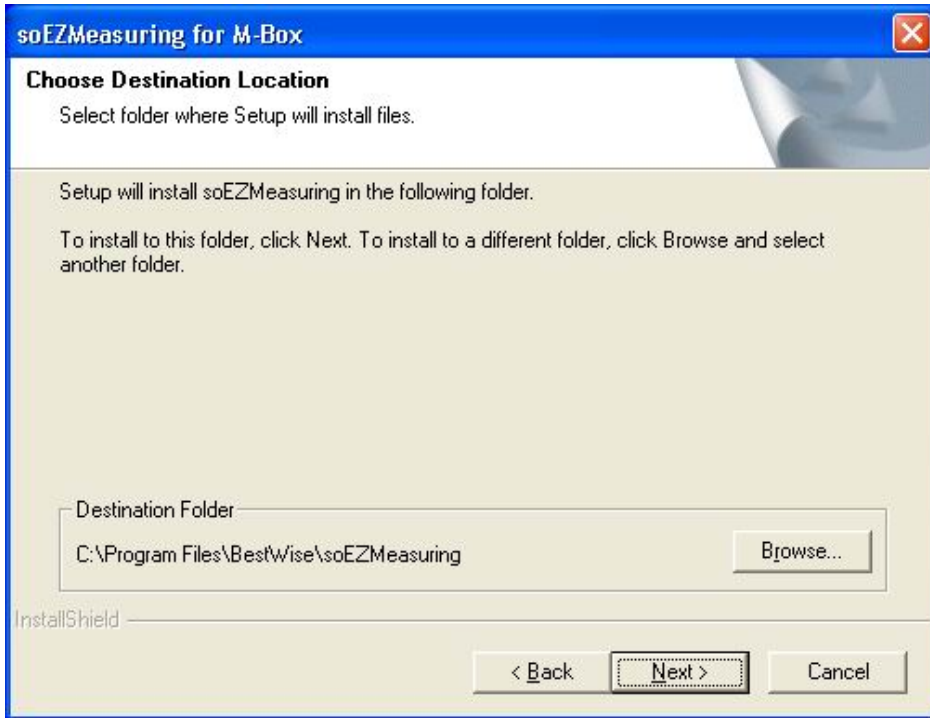 soEZMeasuring for M-Box
Choose Destination Location
Select folder where Setup will install files.
Setup will install soEZMeasuring in the following folder.
To install to this folder, click Next. To install to a different folder, click Browse and select
another folder.
Destination Folder
C:\Program Files\BestWise\soEZMeasuring
Browse...
InstallShield
< Back
Next >
Cancel